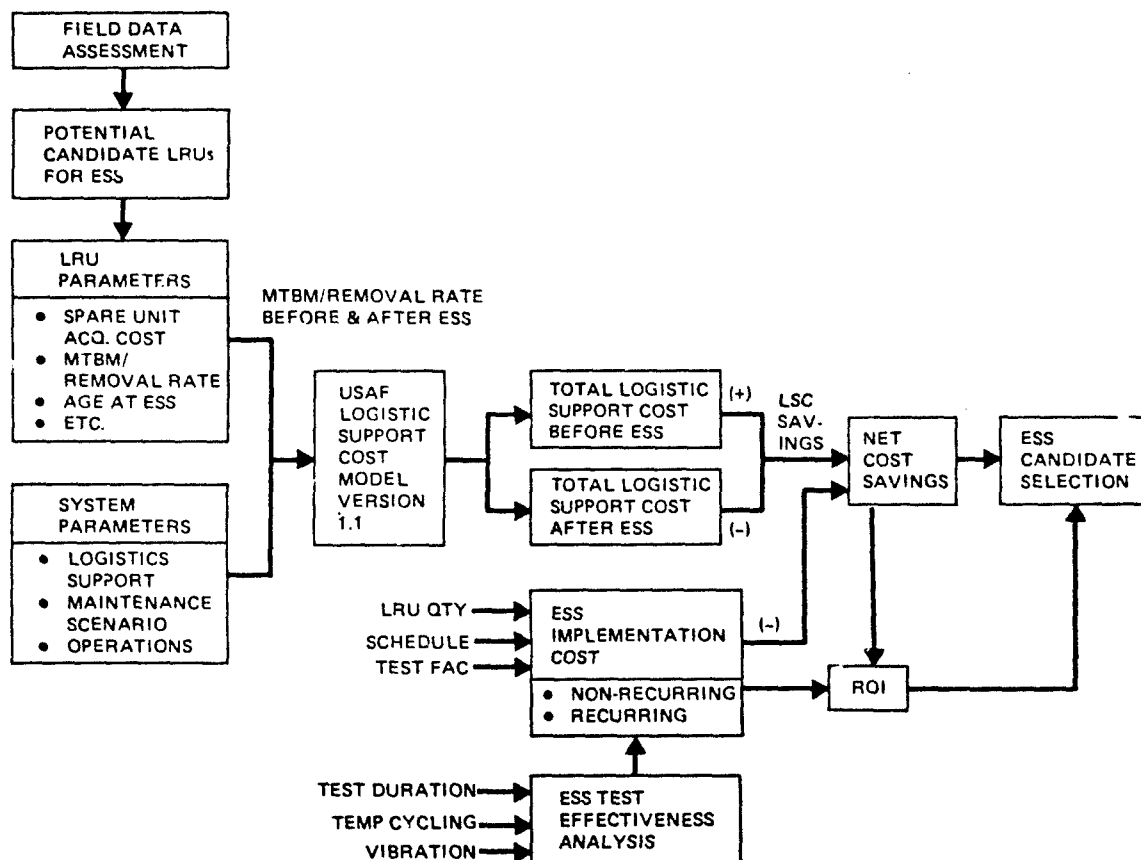 FIELD DATA
ASSESSMENT
POTENTIAL
CANDIDATE LRUs
FOR ESS
LRU
PARAMETERS
● SPARE UNIT
ACQ. COST
● MTBM/
REMOVAL RATE
● AGE AT ESS
● ETC.
SYSTEM
PARAMETERS
● LOGISTICS
SUPPORT
● MAINTENANCE
SCENARIO
● OPERATIONS
MTBM/REMOVAL RATE
BEFORE & AFTER ESS
USAF
LOGISTIC
SUPPORT
COST
MODEL
VERSION
1.1
TOTAL LOGISTIC
SUPPORT COST
BEFORE ESS
(+)
TOTAL LOGISTIC
SUPPORT COST
AFTER ESS
(−)
LSC
SAV-
INGS
NET
COST
SAVINGS
ESS
CANDIDATE
SELECTION
LRU QTY
SCHEDULE
TEST FAC
ESS
IMPLEMENTATION
COST
(−)
● NON-RECURRING
● RECURRING
ROI
TEST DURATION
TEMP CYCLING
VIBRATION
ESS TEST
EFFECTIVENESS
ANALYSIS